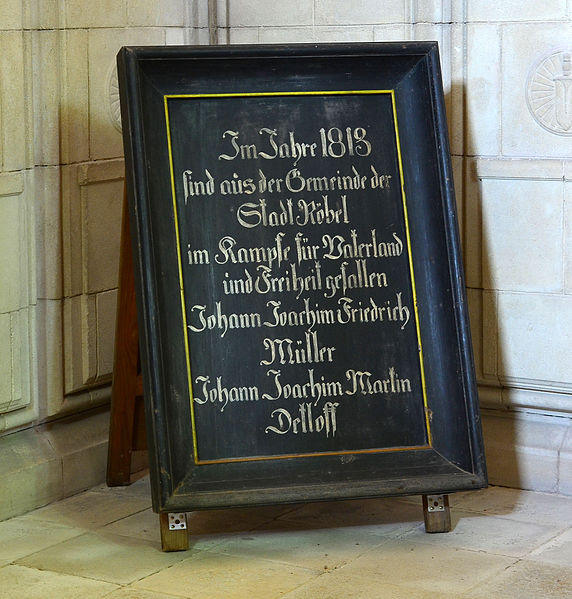 Im Jahre 1813
sind aus der Gemeinde der
Stadt Röbel
im Kampfe für Vaterland
und Freiheit gefallen
Johann Joachim Friedrich
Müller
Johann Joachim Martin
Detloff